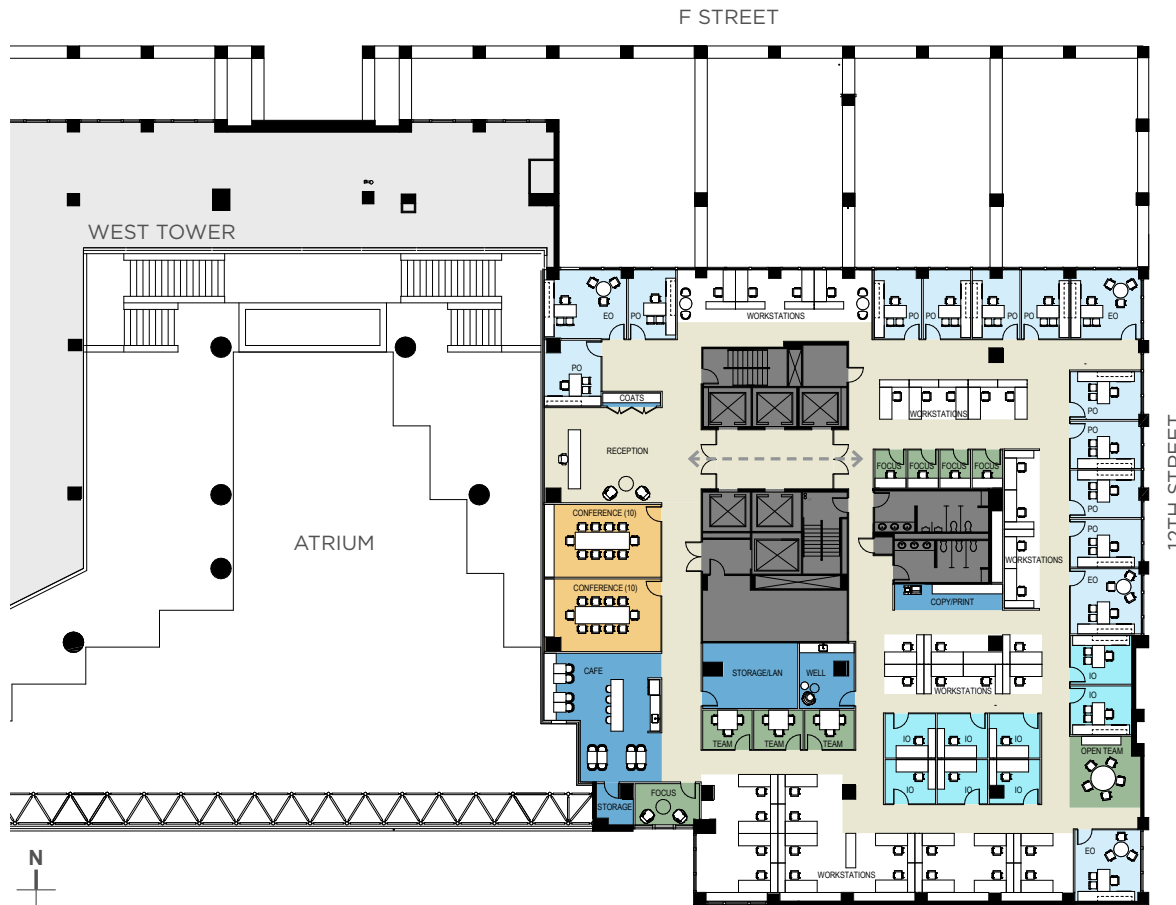 F STREET
WEST TOWER
EO
PO
WORKSTATIONS
PO
PO
PO
PO
EO
PO
COATS
WORKSTATIONS
PO
12TH STREET
RECEPTION
PO
FOCUS
FOCUS
FOCUS
FOCUS
PO
CONFERENCE (10)
PO
ATRIUM
WORKSTATIONS
EO
CONFERENCE (10)
COPY/PRINT
CAFE
STORAGE/LAN
WELL
IO
WORKSTATIONS
IO
TEAM
TEAM
TEAM
IO
IO
IO
OPEN TEAM
IO
IO
IO
STORAGE
FOCUS
EO
WORKSTATIONS
N